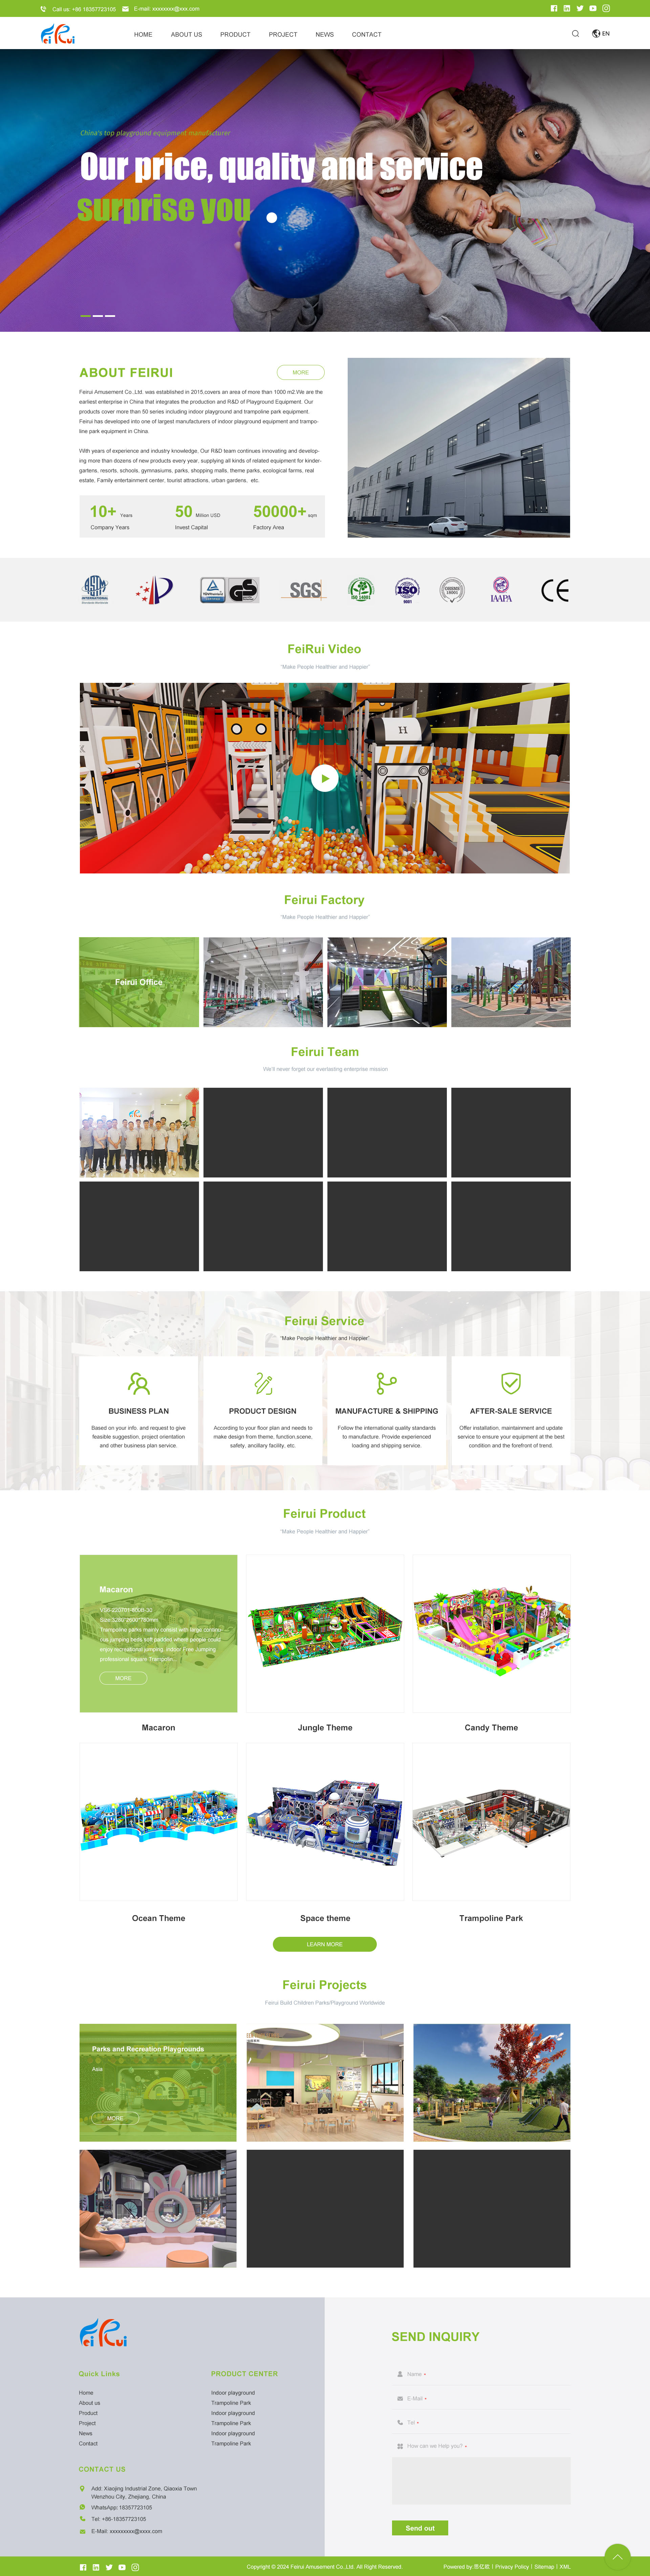 Call us: +86 18357723105
E-mail: xxxxxxxx@xxx.com
FeiRui
HOME
ABOUT US
PRODUCT
PROJECT
NEWS
CONTACT
EN
China's top playground equipment manufacturer
Our price, quality and service
surprise you
ABOUT FEIRUI
MORE
Feirui Amusement Co.,Ltd. was established in 2015,covers an area of more than 1000 m2.We are the
earliest enterprise in China that integrates the production and R&D of Playground Equipment. Our
products cover more than 50 series including indoor playground and trampoline park equipment.
Feirui has developed into one of largest manufacturers of indoor playground equipment and trampo-
line park equipment in China.
With years of experience and industry knowledge, Our R&D team continues innovating and develop-
ing more than dozens of new products every year, supplying all kinds of related equipment for kinder-
gartens, resorts, schools, gymnasiums, parks, shopping malls, theme parks, ecological farms, real
estate, Family entertainment center, tourist attractions, urban gardens, etc.
10+ Years
Company Years
50 Million USD
Invest Capital
50000+ sqm
Factory Area
ASTM
INTERNATIONAL
GS
SGS
ISO 14001
ISO
9001
18001
IAAPA
CE
FeiRui Video
"Make People Healthier and Happier"
H
Feirui Factory
"Make People Healthier and Happier"
Feirui Office
Feirui Team
We'll never forget our everlasting enterprise mission
Feirui Service
"Make People Healthier and Happier"
BUSINESS PLAN
Based on your info. and request to give
feasible suggestion, project orientation
and other business plan service.
PRODUCT DESIGN
According to your floor plan and needs to
make design from theme, function,scene,
safety, ancillary facility, etc.
MANUFACTURE & SHIPPING
Follow the international quality standards
to manufacture. Provide experienced
loading and shipping service.
AFTER-SALE SERVICE
Offer installation, maintainment and update
service to ensure your equipment at the best
condition and the forefront of trend.
Feirui Product
"Make People Healthier and Happier"
Macaron
Trampoline parks mainly consist with large continu-
ous jumping beds soft padded where people could
enjoy recreational jumping. Indoor Free Jumping
professional square Trampolin...
MORE
Macaron
Jungle Theme
Candy Theme
Ocean Theme
Space theme
Trampoline Park
LEARN MORE
Feirui Projects
Feirui Build Children Parks/Playground Worldwide
Parks and Recreation Playgrounds
Asia
MORE
FeiRui
Quick Links
Home
About us
Product
Project
News
Contact
PRODUCT CENTER
Indoor playground
Trampoline Park
Indoor playground
Trampoline Park
Indoor playground
Trampoline Park
CONTACT US
Add: Xiaojing Industrial Zone, Qiaoxia Town
Wenzhou City, Zhejiang, China
WhatsApp: 18357723105
Tel: +86-18357723105
E-Mail: xxxxxxxxx@xxxx.com
SEND INQUIRY
Name *
E-Mail *
Tel *
How can we Help you? *
Send out
Copyright © 2024 Feirui Amusement Co.,Ltd. All Right Reserved.
Powered by | Privacy Policy | Sitemap | XML